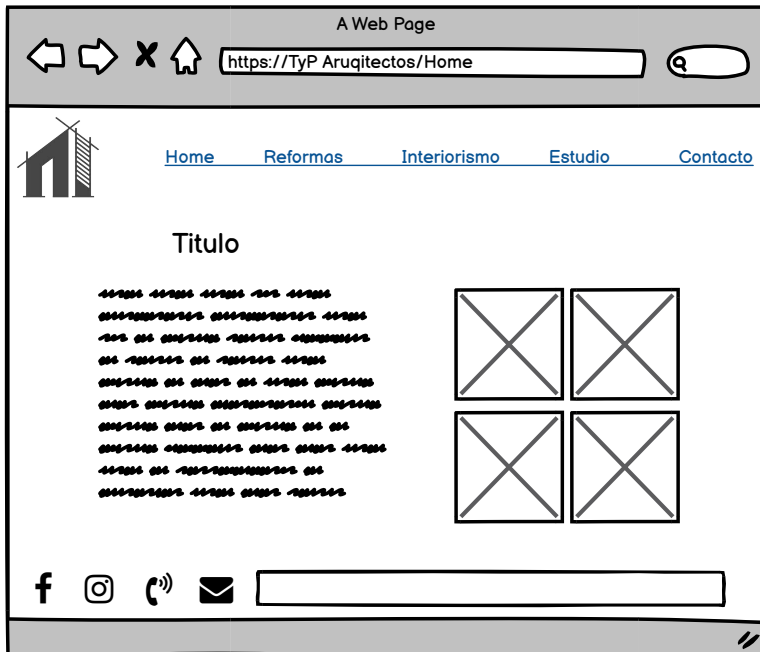 A Web Page
https://TyP Aruqitectos/Home
Home Reformas Interiorismo Estudio Contacto
Titulo